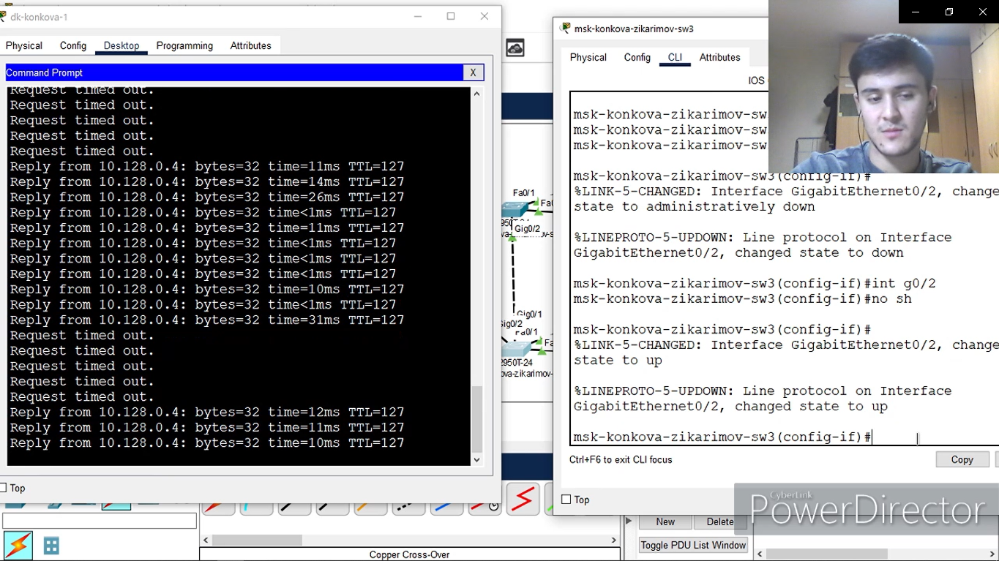 dk-konkova-1
Physical Config Desktop Programming Attributes
Command Prompt
X
Request timed out.
Request timed out.
Request timed out.
Request timed out.
Request timed out.
Reply from 10.128.0.4: bytes=32 time=11ms TTL=127
Reply from 10.128.0.4: bytes=32 time=14ms TTL=127
Reply from 10.128.0.4: bytes=32 time=26ms TTL=127
Reply from 10.128.0.4: bytes=32 time<1ms TTL=127
Reply from 10.128.0.4: bytes=32 time=11ms TTL=127
Reply from 10.128.0.4: bytes=32 time<1ms TTL=127
Reply from 10.128.0.4: bytes=32 time<1ms TTL=127
Reply from 10.128.0.4: bytes=32 time<1ms TTL=127
Reply from 10.128.0.4: bytes=32 time=10ms TTL=127
Reply from 10.128.0.4: bytes=32 time<1ms TTL=127
Reply from 10.128.0.4: bytes=32 time=31ms TTL=127
Request timed out.
Request timed out.
Request timed out.
Request timed out.
Request timed out.
Reply from 10.128.0.4: bytes=32 time=12ms TTL=127
Reply from 10.128.0.4: bytes=32 time=11ms TTL=127
Reply from 10.128.0.4: bytes=32 time=10ms TTL=127
Top
Fa0/1
Fa0
Gig0/2
Gig0/1
Gig0/2
Fa0/1
Fa
2950T-24
kova-zikarimov-
msk-konkova-zikarimov-sw3
Physical Config CLI Attributes
IOS
msk-konkova-zikarimov-sw
msk-konkova-zikarimov-sw
msk-konkova-zikarimov-sw
msk-konkova-zikarimov-sw3(config-if)#
%LINK-5-CHANGED: Interface GigabitEthernet0/2, change
state to administratively down
%LINEPROTO-5-UPDOWN: Line protocol on Interface
GigabitEthernet0/2, changed state to down
msk-konkova-zikarimov-sw3(config-if)#int g0/2
msk-konkova-zikarimov-sw3(config-if)#no sh
msk-konkova-zikarimov-sw3(config-if)#
%LINK-5-CHANGED: Interface GigabitEthernet0/2, change
state to up
%LINEPROTO-5-UPDOWN: Line protocol on Interface
GigabitEthernet0/2, changed state to up
msk-konkova-zikarimov-sw3(config-if)#
Ctrl+F6 to exit CLI focus
Copy
Top
CyberLink
PowerDirector
New Delete
Toggle PDU List Window
Copper Cross-Over